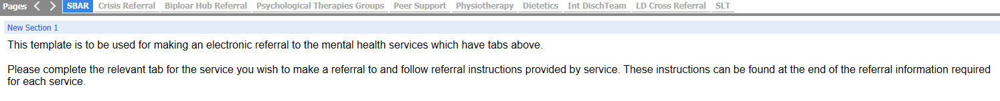 Pages SBAR Crisis Referral Biploar Hub Referral Psychological Therapies Groups Peer Support Physiotherapy Dietetics Int DischTeam LD Cross Referral SLT
New Section 1
This template is to be used for making an electronic referral to the mental health services which have tabs above.
Please complete the relevant tab for the service you wish to make a referral to and follow referral instructions provided by service. These instructions can be found at the end of the referral information required
for each service.